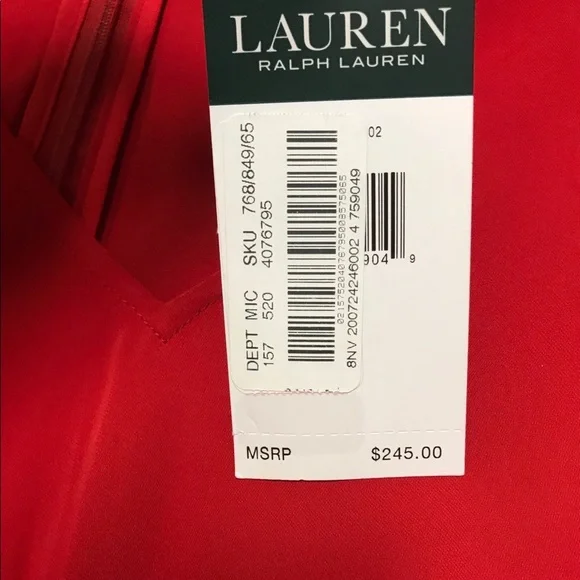 LAUREN
RALPH LAUREN
02
904 9
DEPT MIC SKU 768/849/65
157 520 4076795
8NV 200724246002 4 759049
MSRP $245.00